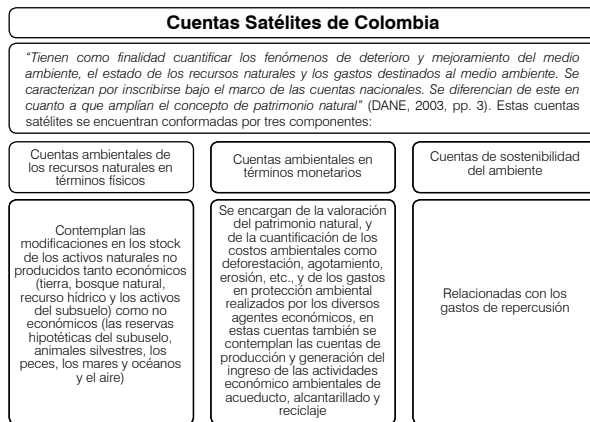 Cuentas Satélites de Colombia
“Tienen como finalidad cuantificar los fenómenos de deterioro y mejoramiento del medio
ambiente, el estado de los recursos naturales y los gastos destinados al medio ambiente. Se
caracterizan por inscribirse bajo el marco de las cuentas nacionales. Se diferencian de este en
cuanto a que amplían el concepto de patrimonio natural” (DANE, 2003, pp. 3). Estas cuentas
satélites se encuentran conformadas por tres componentes:
Cuentas ambientales de
los recursos naturales en
términos físicos
Contemplan las
modificaciones en los stock
de los activos naturales no
producidos tanto económicos
(tierra, bosque natural,
recurso hídrico y los activos
del subsuelo) como no
económicos (las reservas
hipotéticas del subuselo,
animales silvestres, los
peces, los mares y océanos
y el aire)
Cuentas ambientales en
términos monetarios
Se encargan de la valoración
del patrimonio natural, y
de la cuantificación de los
costos ambientales como
deforestación, agotamiento,
erosión, etc., y de los gastos
en protección ambiental
realizados por los diversos
agentes económicos, en
estas cuentas también se
contemplan las cuentas de
producción y generación del
ingreso de las actividades
económico ambientales de
acueducto, alcantarillado y
reciclaje
Cuentas de sostenibilidad
del ambiente
Relacionadas con los
gastos de repercusión